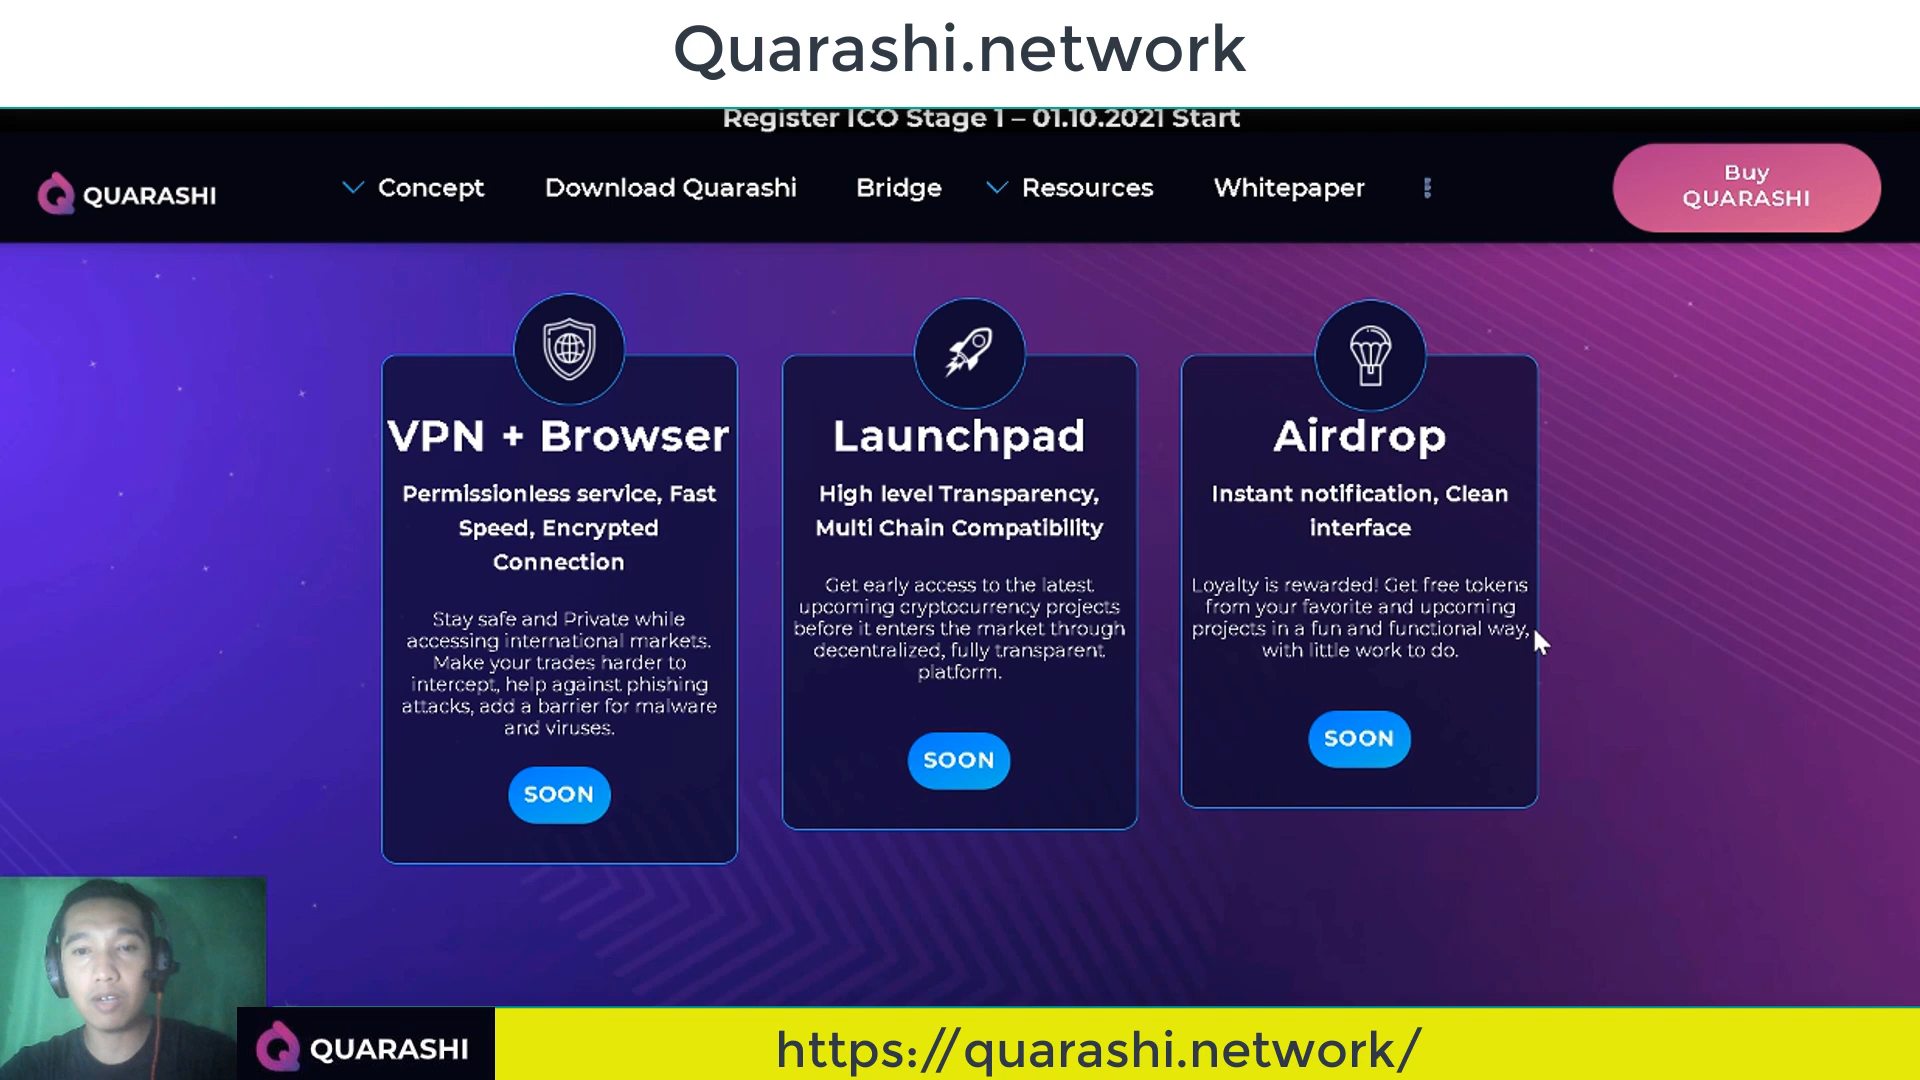 Quarashi.network
Register ICO Stage 1 – 01.10.2021 Start
QUARASHI
Concept
Download Quarashi
Bridge
Resources
Whitepaper
Buy
QUARASHI
VPN + Browser
Permissionless service, Fast
Speed, Encrypted
Connection
Stay safe and Private while
accessing international markets.
Make your trades harder to
intercept, help against phishing
attacks, add a barrier for malware
and viruses.
SOON
Launchpad
High level Transparency,
Multi Chain Compatibility
Get early access to the latest
upcoming cryptocurrency projects
before it enters the market through
decentralized, fully transparent
platform.
SOON
Airdrop
Instant notification, Clean
interface
Loyalty is rewarded! Get free tokens
from your favorite and upcoming
projects in a fun and functional way,
with little work to do.
SOON
QUARASHI
https://quarashi.network/